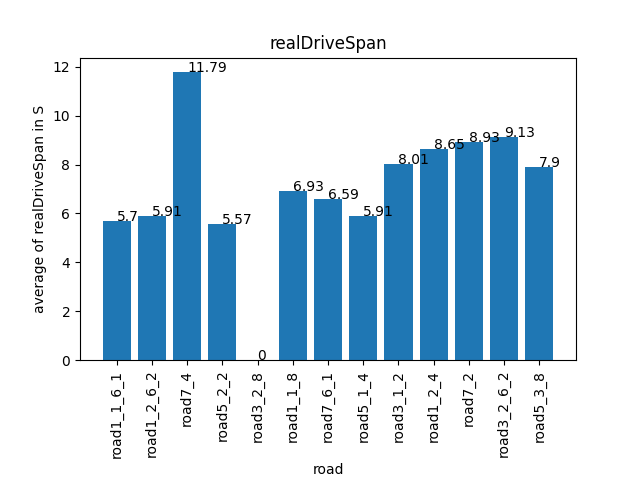 realDriveSpan
average of realDriveSpan in S
12
10
8
6
4
2
0
5.7
5.91
11.79
5.57
0
6.93
6.59
5.91
8.01
8.65
8.93
9.13
7.9
road1_1_6_1
road1_2_6_2
road7_4
road5_2_2
road3_2_8
road1_1_8
road7_6_1
road5_1_4
road3_1_2
road1_2_4
road7_2
road3_2_6_2
road5_3_8
road